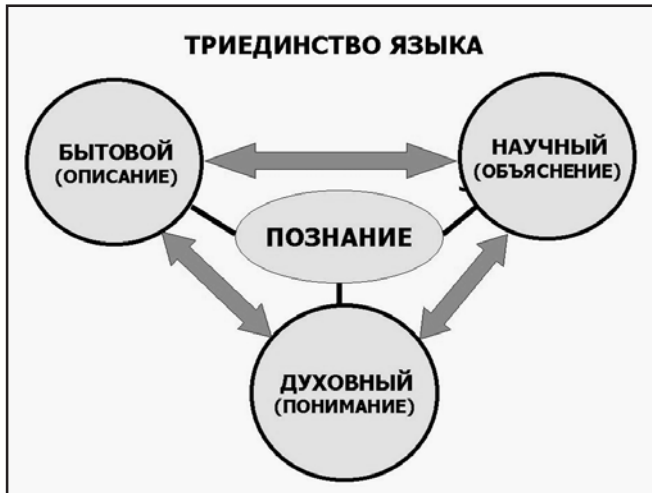 ТРИЕДИНСТВО ЯЗЫКА
БЫТОВОЙ
(ОПИСАНИЕ)
НАУЧНЫЙ
(ОБЪЯСНЕНИЕ)
ПОЗНАНИЕ
ДУХОВНЫЙ
(ПОНИМАНИЕ)